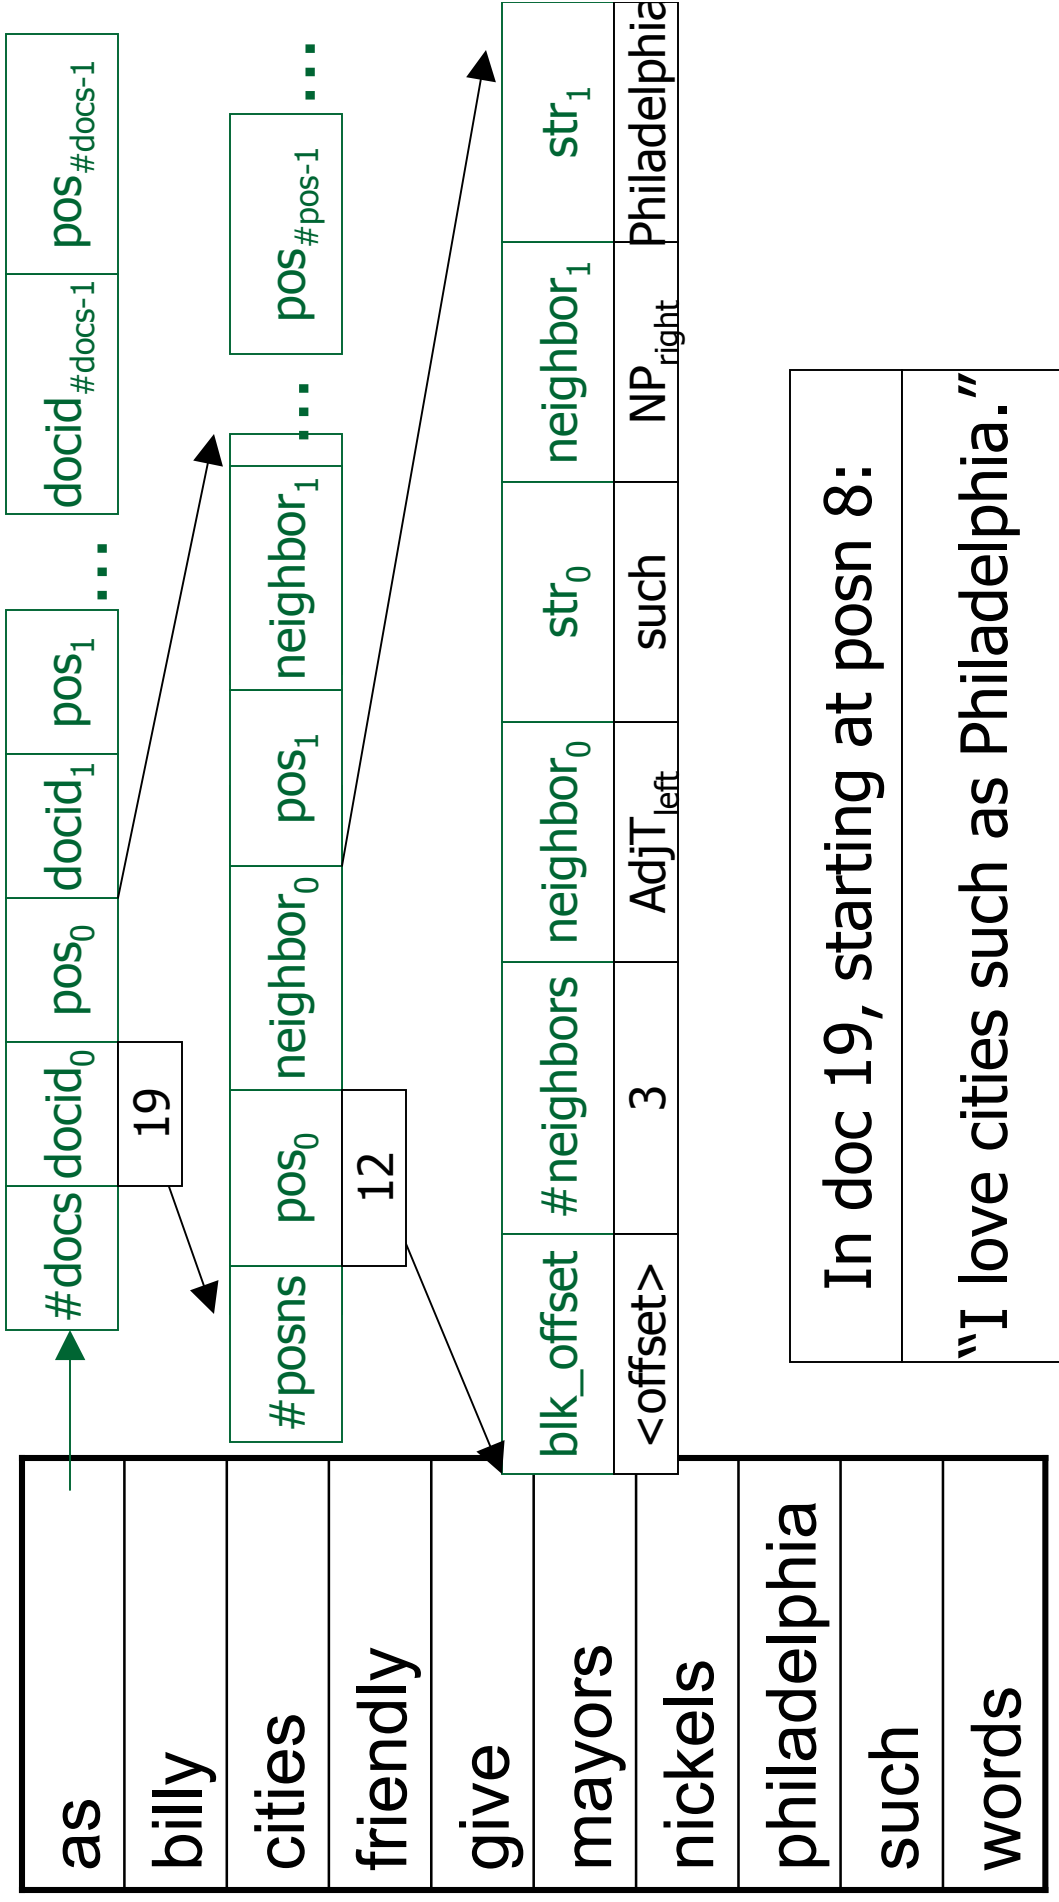 as
billy
cities
friendly
give
mayors
nickels
philadelphia
such
words
#docs docid0 pos0 docid1 pos1 ... docid#docs-1 pos#docs-1
19
#posns pos0 neighbor0 pos1 neighbor1 ... pos#pos-1 ...
12
blk_offset #neighbors neighbor0 str0 neighbor1 str1
<offset> 3 AdjTleft such NPright Philadelphia
In doc 19, starting at posn 8:
“I love cities such as Philadelphia.”